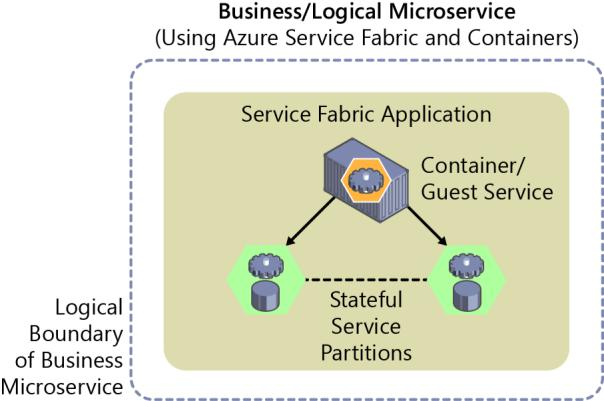 Business/Logical Microservice
(Using Azure Service Fabric and Containers)
Service Fabric Application
Container/
Guest Service
Stateful
Service
Partitions
Logical
Boundary
of Business
Microservice